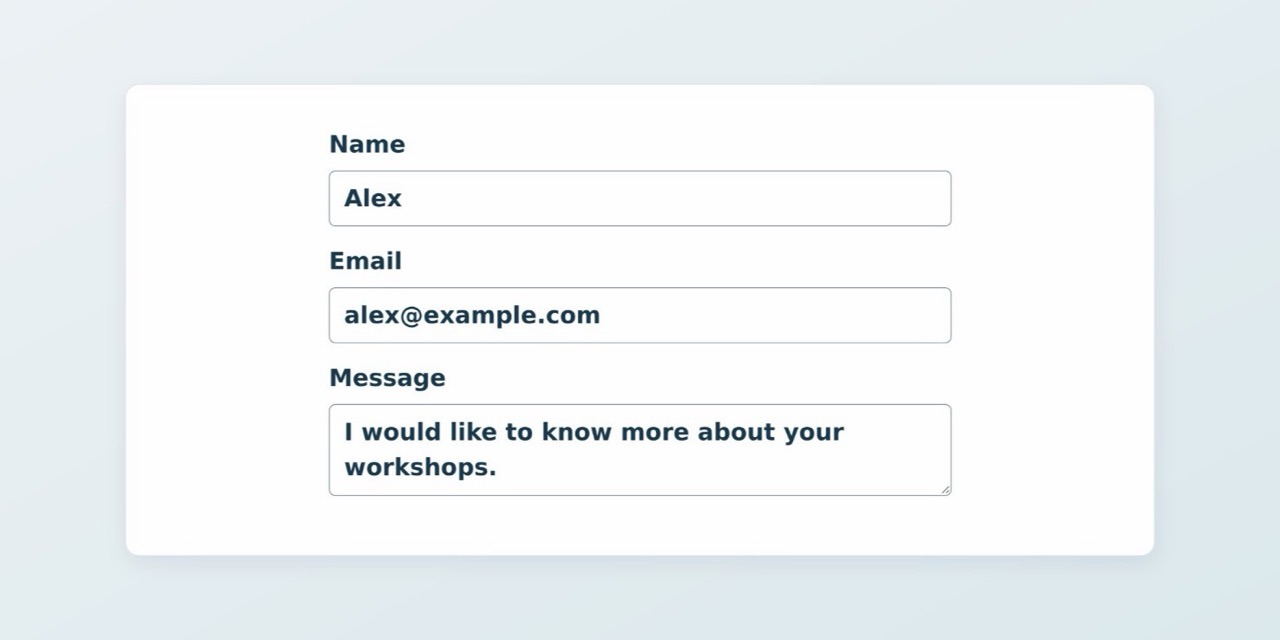 Name
Alex
Email
alex@example.com
Message
I would like to know more about your
workshops.